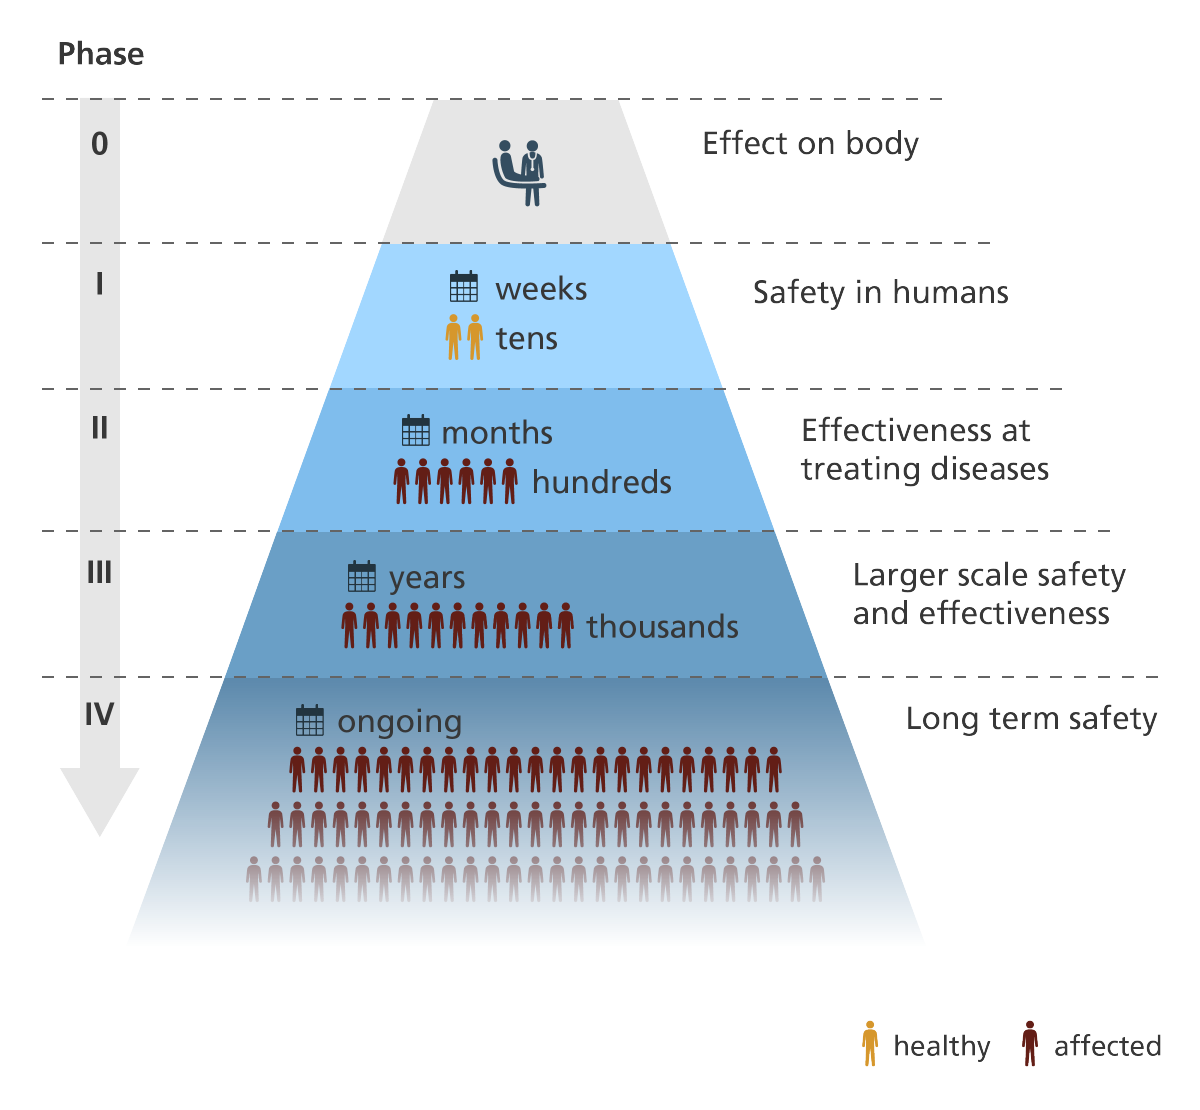 Phase
0
Effect on body
I
weeks
tens
Safety in humans
II
months
hundreds
Effectiveness at
treating diseases
III
years
thousands
Larger scale safety
and effectiveness
IV
ongoing
Long term safety
healthy
affected